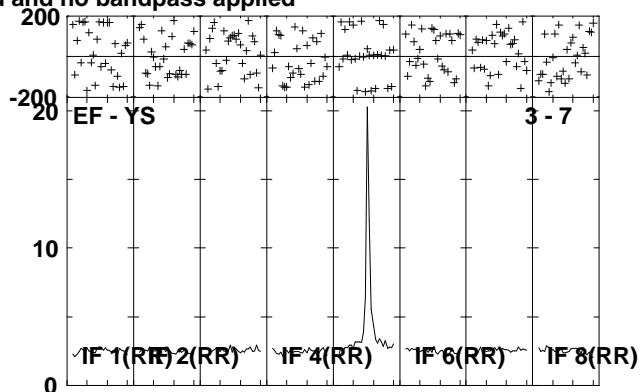 and no bandpass applied
200
-200
20
EF - YS
3 - 7
10
IF 1(RR)
IF 2(RR)
IF 4(RR)
IF 6(RR)
IF 8(RR)
0